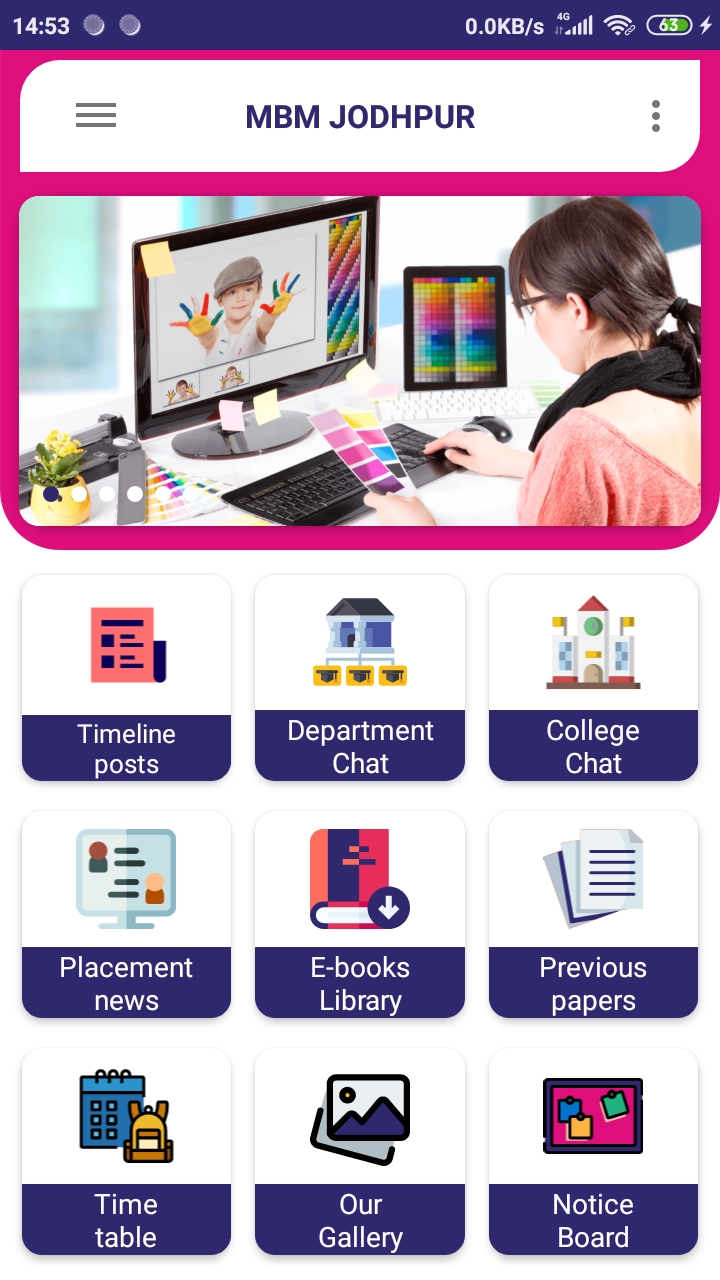 14:53 0.0KB/s 4G 63
MBM JODHPUR
Timeline
posts
Department
Chat
College
Chat
Placement
news
E-books
Library
Previous
papers
Time
table
Our
Gallery
Notice
Board